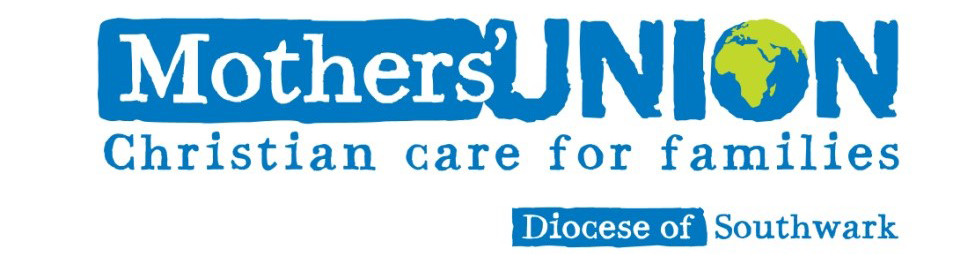 Mothers' UNION
Christian care for families
Diocese of Southwark